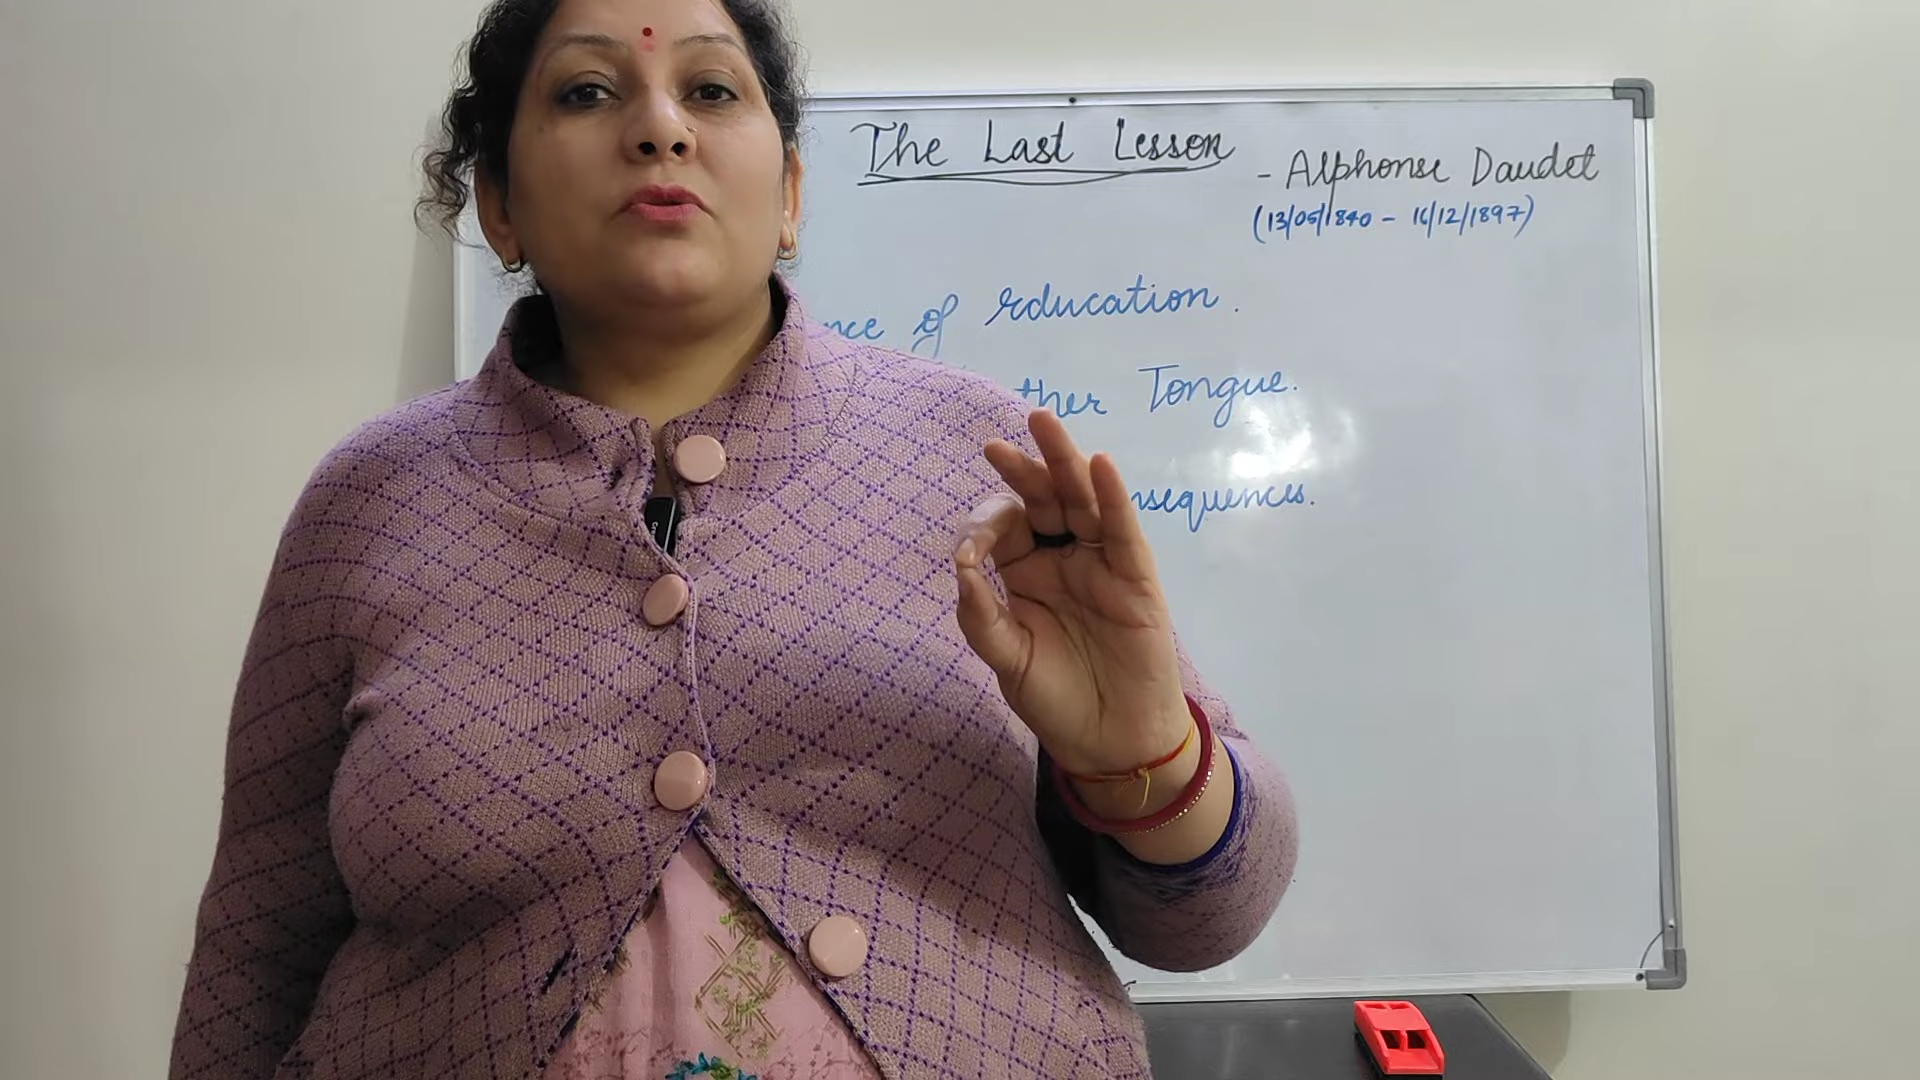 The Last Lesson
- Alphonse Daudet
(13/05/1840 - 16/12/1897)
nce of education.
ther Tongue.
nsequences.